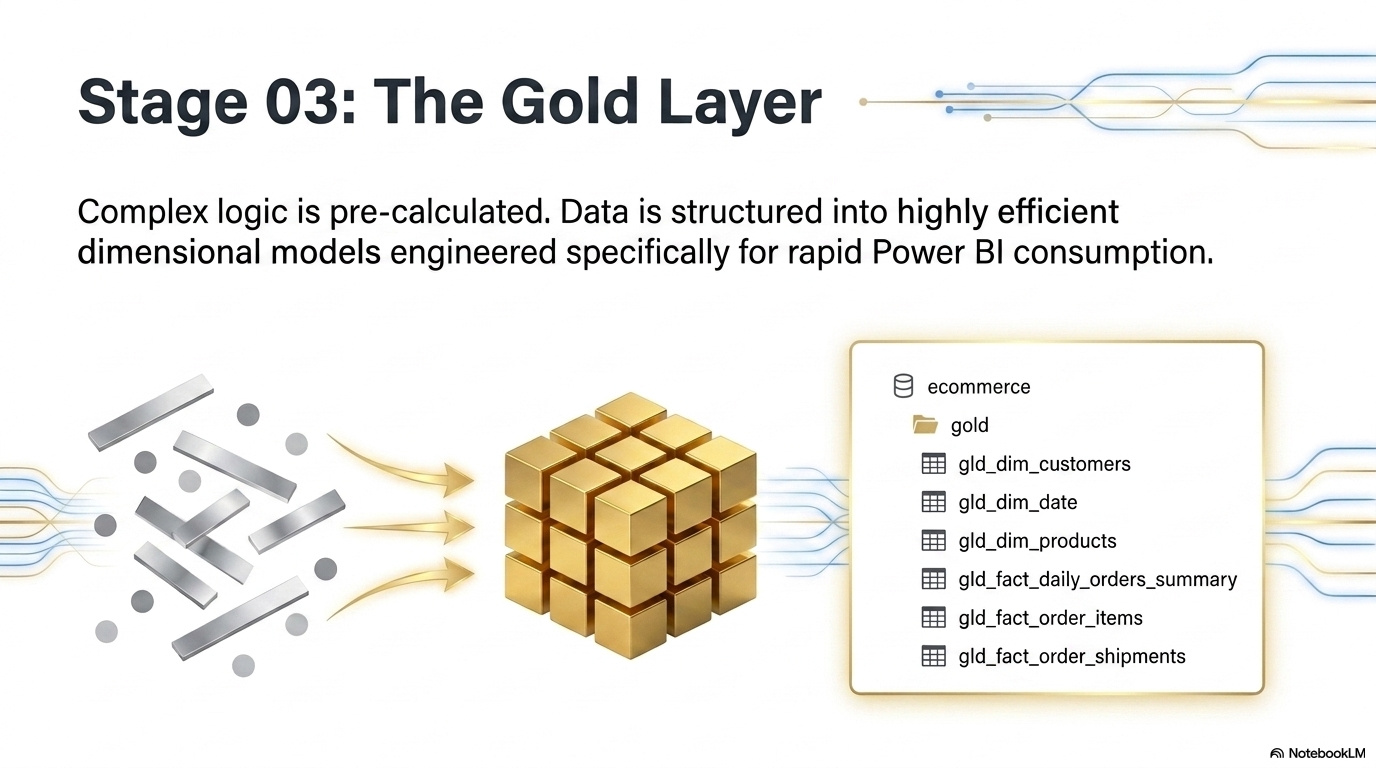 Stage 03: The Gold Layer
Complex logic is pre-calculated. Data is structured into highly efficient
dimensional models engineered specifically for rapid Power BI consumption.
ecommerce
gold
gld_dim_customers
gld_dim_date
gld_dim_products
gld_fact_daily_orders_summary
gld_fact_order_items
gld_fact_order_shipments
NotebookLM